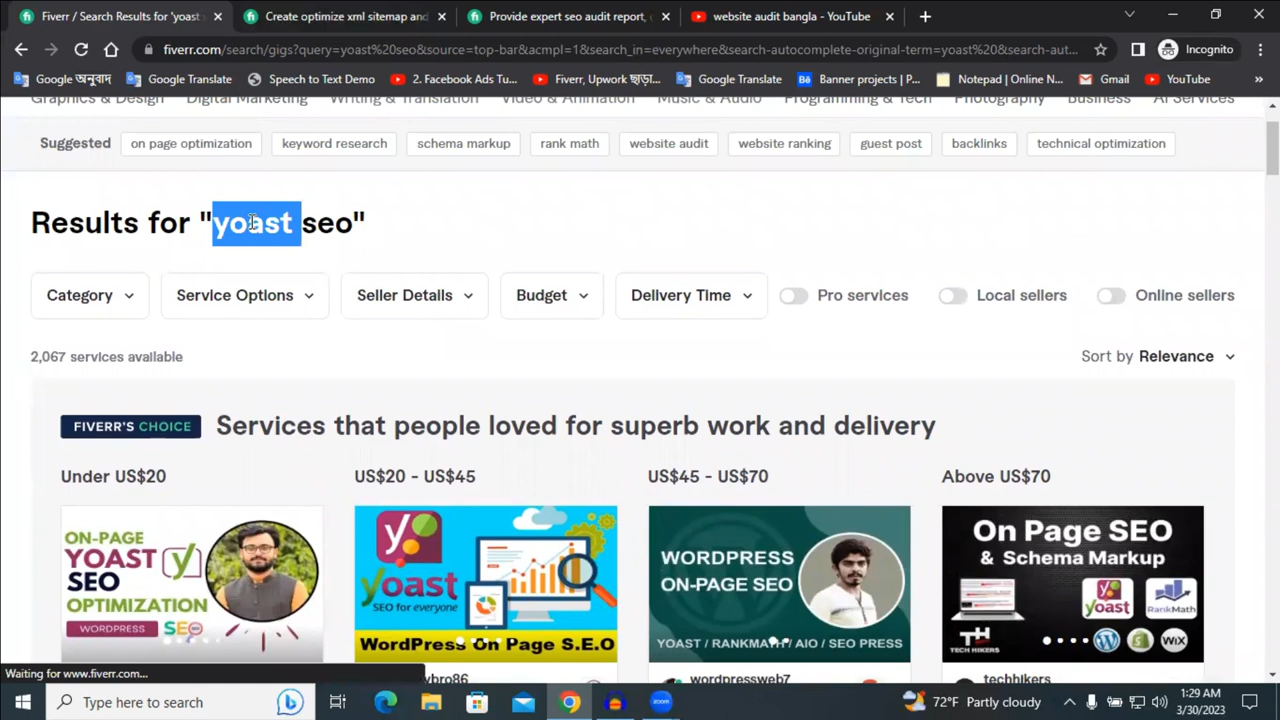 Fiverr / Search Results for 'yoast s
Create optimize xml sitemap and
Provide expert seo audit report,
website audit bangla - YouTube
fiverr.com/search/gigs?query=yoast%20seo&source=top-bar&acmpl=1&search_in=everywhere&search-autocomplete-original-term=yoast%20&search-aut...
Incognito
Google অনুবাদ
Google Translate
Speech to Text Demo
2. Facebook Ads Tu...
Fiverr, Upwork ছাড়া...
Google Translate
Bē Banner projects | P...
Notepad | Online N...
Gmail
YouTube
Graphics & Design Digital Marketing Writing & Translation Video & Animation Music & Audio Programming & Tech Photography Business AI Services
Suggested on page optimization keyword research schema markup rank math website audit website ranking guest post backlinks technical optimization
Results for "yoast seo"
Category Service Options Seller Details Budget Delivery Time Pro services Local sellers Online sellers
2,067 services available
Sort by Relevance
FIVERR'S CHOICE Services that people loved for superb work and delivery
Under US$20
US$20 - US$45
US$45 - US$70
Above US$70
ON-PAGE
YOAST y
SEO
OPTIMIZATION
WORDPRESS SEO
y
yoast
SEO for everyone
WordPress On Page S.E.O
WORDPRESS
ON-PAGE SEO
YOAST / RANKMATH / AIO / SEO PRESS
On Page SEO
& Schema Markup
yoast
RankMath
TECH
HIKERS
WiX
wybro86
wordpressweb7
techhikers
Waiting for www.fiverr.com...
Type here to search
zoom
72°F Partly cloudy
1:29 AM
3/30/2023